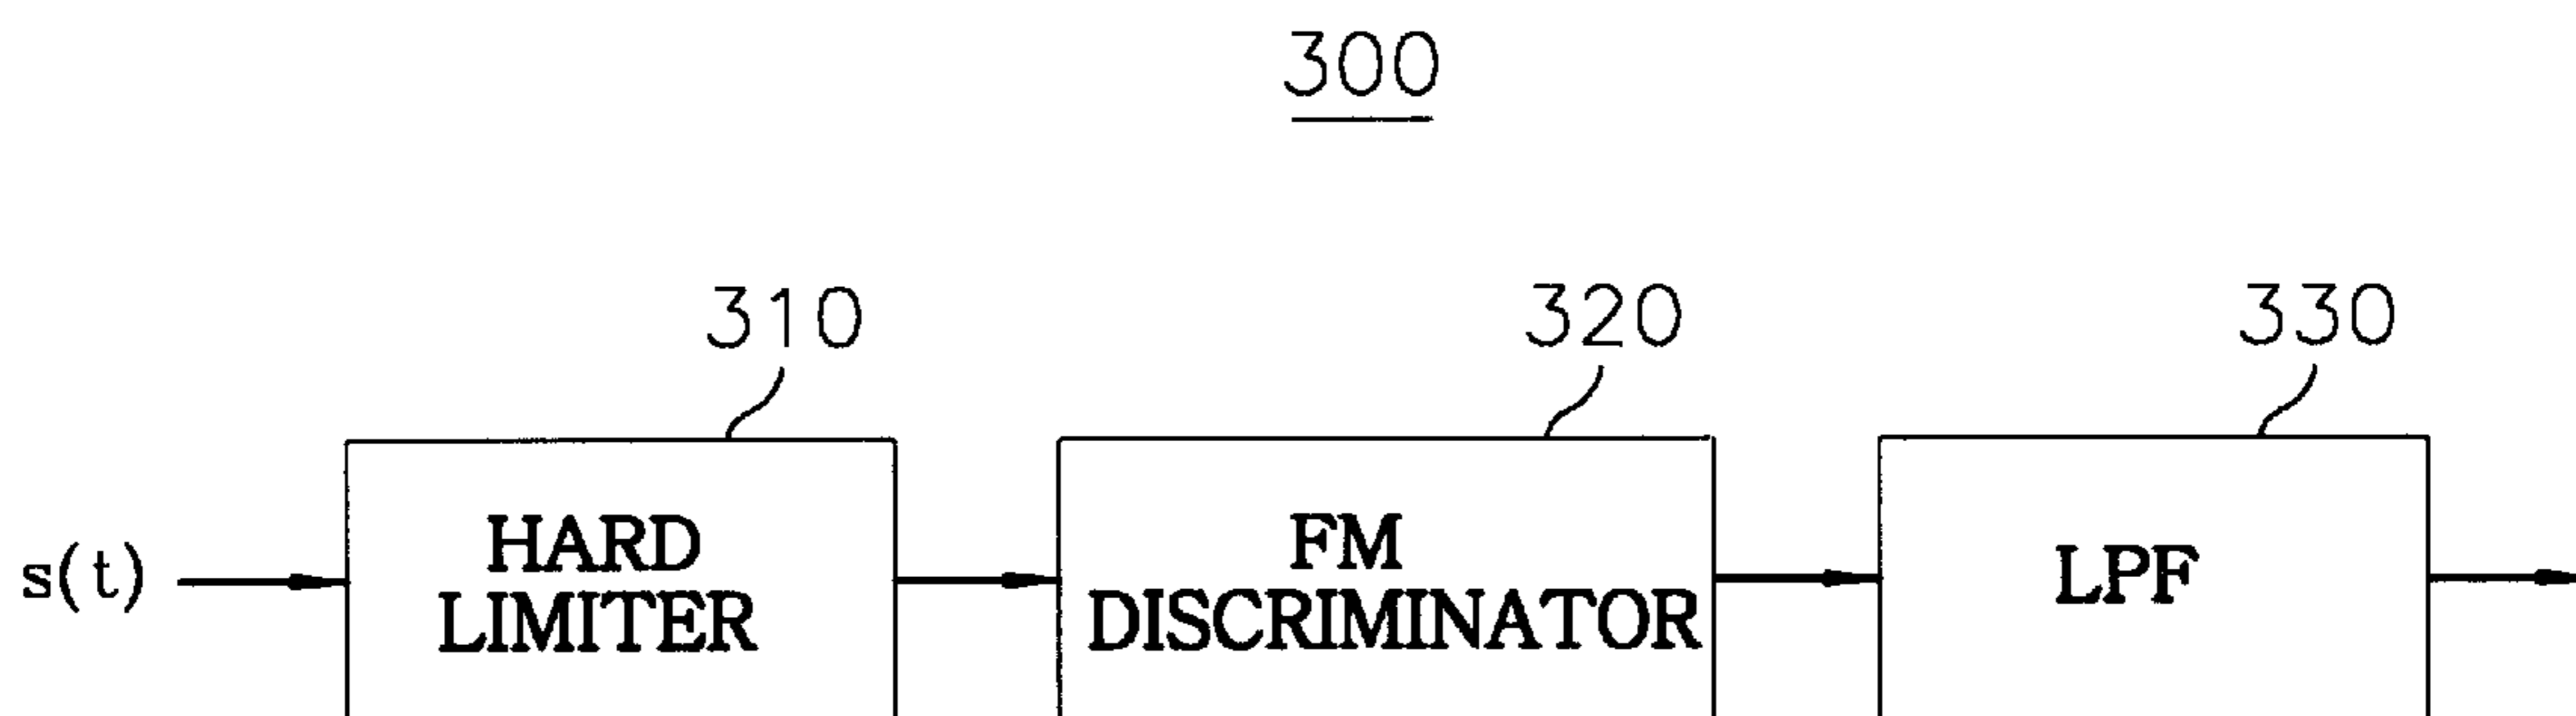 300
310
320
330
s(t)
HARD
LIMITER
FM
DISCRIMINATOR
LPF